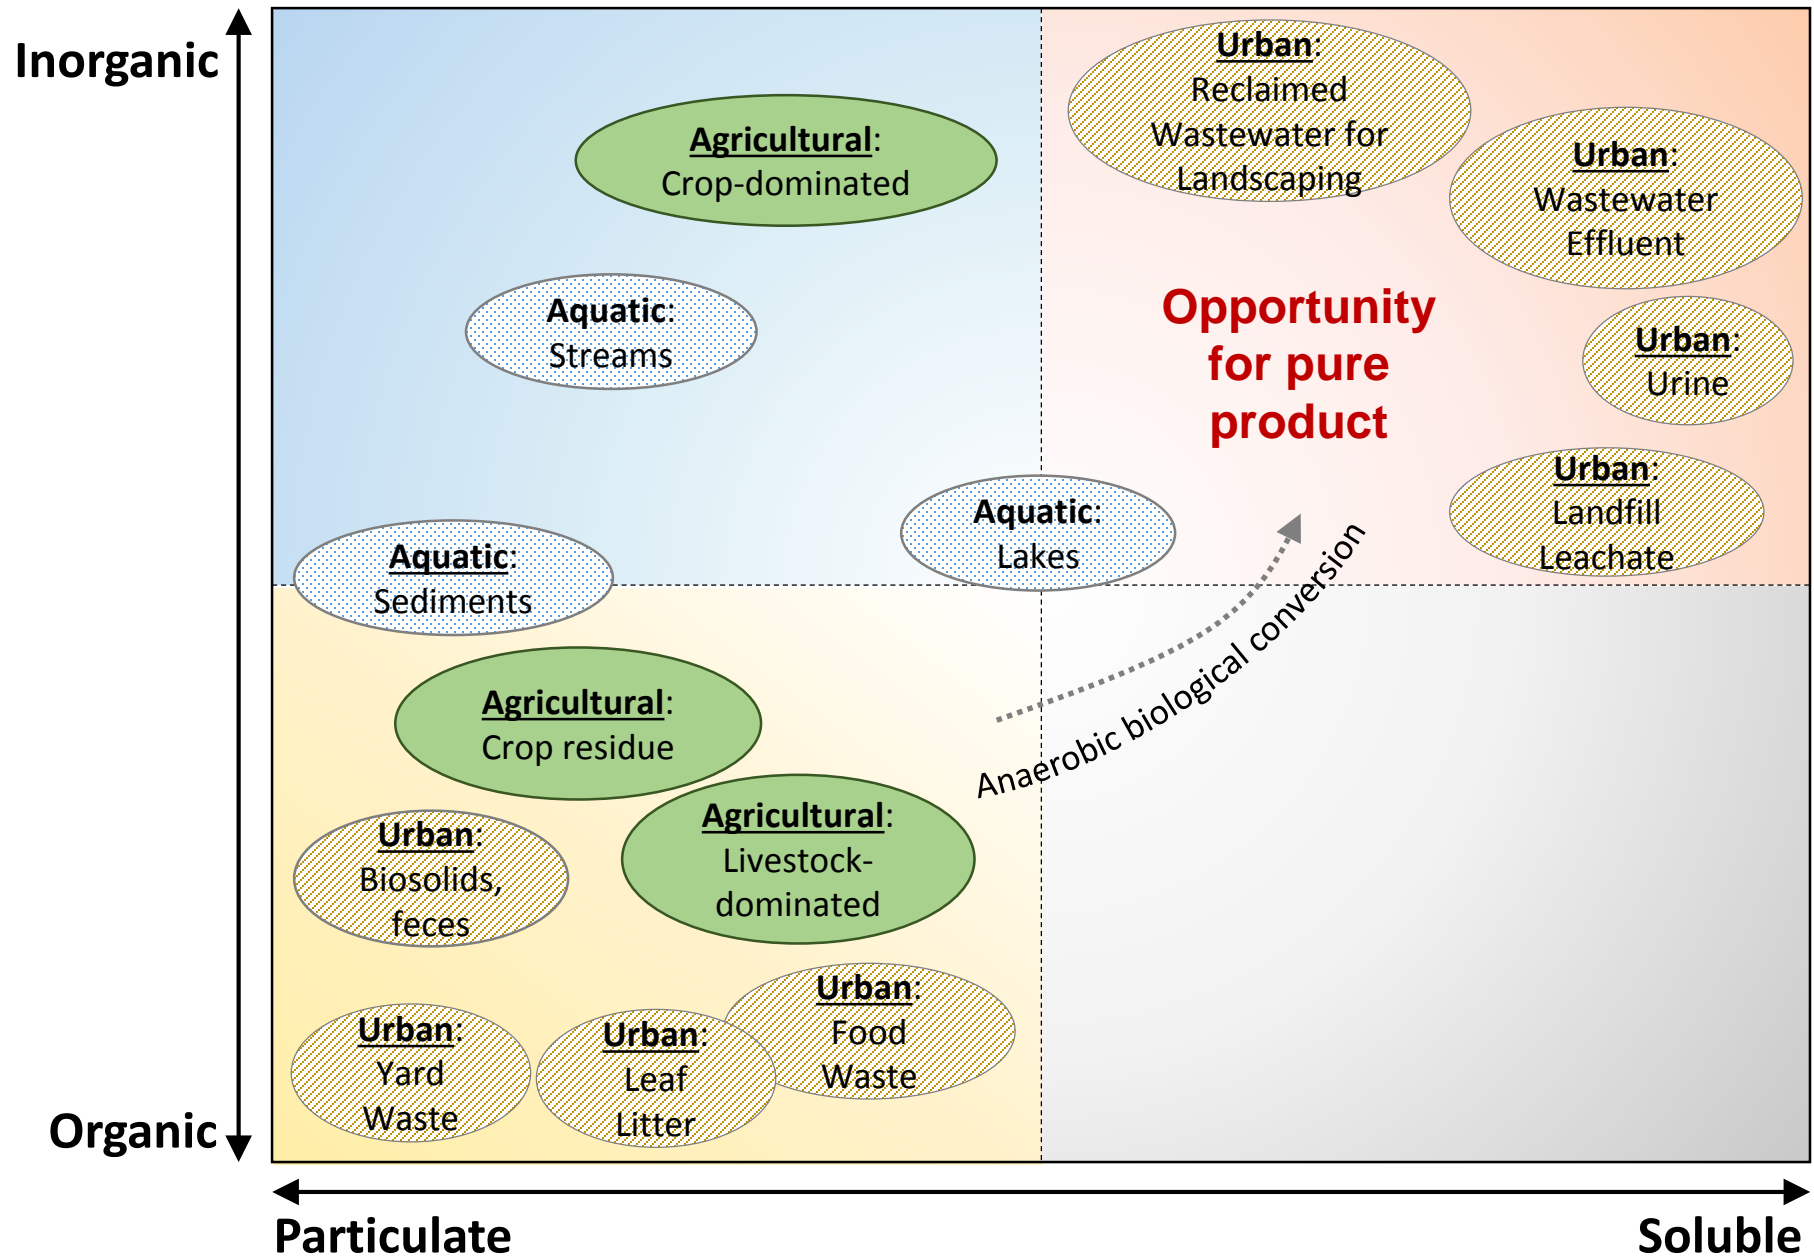 Inorganic
Urban:
Reclaimed
Wastewater for
Landscaping
Agricultural:
Crop-dominated
Urban:
Wastewater
Effluent
Aquatic:
Streams
Opportunity
for pure
product
Urban:
Urine
Urban:
Landfill
Leachate
Aquatic:
Lakes
Aquatic:
Sediments
Anaerobic biological conversion
Agricultural:
Crop residue
Agricultural:
Livestock-
dominated
Urban:
Biosolids,
feces
Urban:
Food
Waste
Urban:
Yard
Waste
Urban:
Leaf
Litter
Organic
Particulate
Soluble